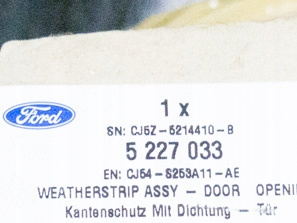 Ford
1 x
SN: CJ5Z-5214410-B
5 227 033
EN: CJ54-S253A11-AE
WEATHERSTRIP ASSY - DOOR OPENI
Kantenschutz Mit Dichtung - Tür